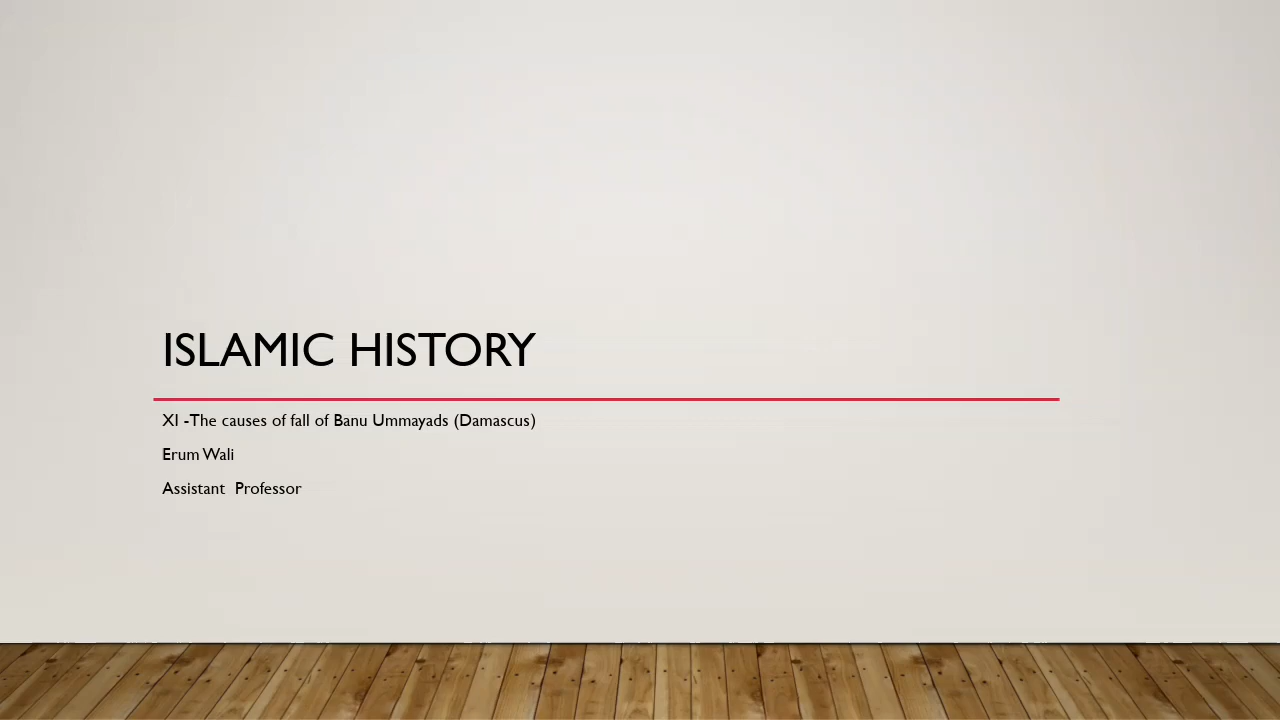 ISLAMIC HISTORY
XI -The causes of fall of Banu Ummayads (Damascus)
Erum Wali
Assistant  Professor